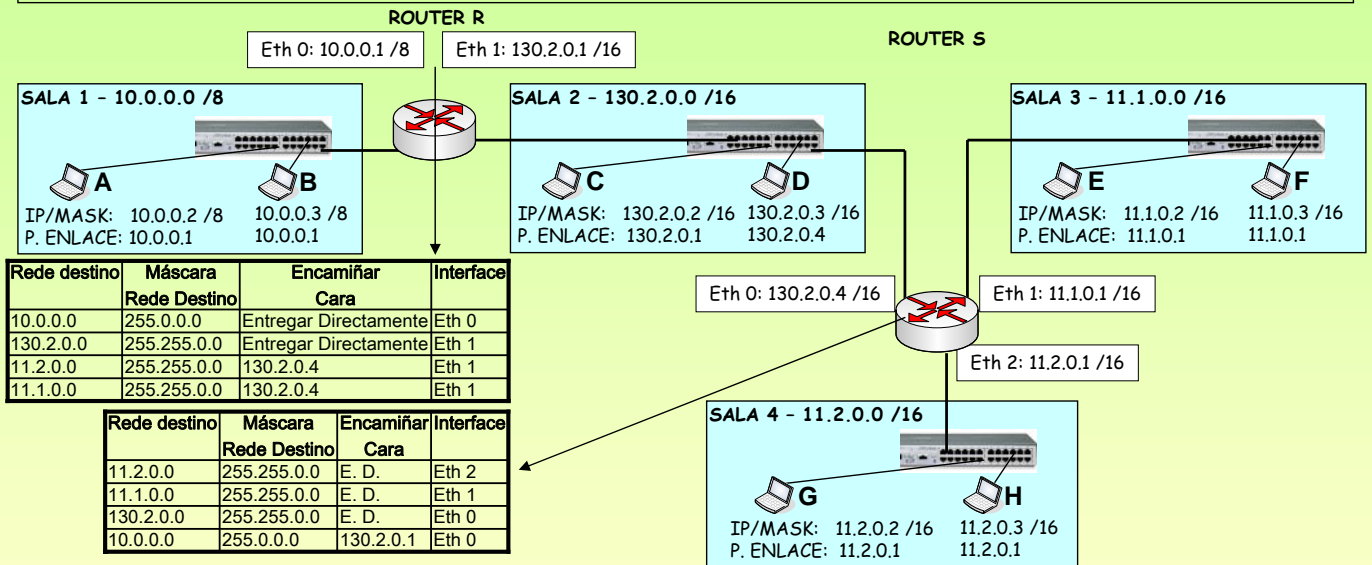 ROUTER R
ROUTER S
Eth 0: 10.0.0.1 /8
Eth 1: 130.2.0.1 /16
SALA 1 - 10.0.0.0 /8
A
B
IP/MASK: 10.0.0.2 /8 10.0.0.3 /8
P. ENLACE: 10.0.0.1 10.0.0.1
SALA 2 - 130.2.0.0 /16
C
D
IP/MASK: 130.2.0.2 /16 130.2.0.3 /16
P. ENLACE: 130.2.0.1 130.2.0.4
SALA 3 - 11.1.0.0 /16
E
F
IP/MASK: 11.1.0.2 /16 11.1.0.3 /16
P. ENLACE: 11.1.0.1 11.1.0.1
Rede destino Máscara Encamiñar Interface
Rede Destino Cara
10.0.0.0 255.0.0.0 Entregar Directamente Eth 0
130.2.0.0 255.255.0.0 Entregar Directamente Eth 1
11.2.0.0 255.255.0.0 130.2.0.4 Eth 1
11.1.0.0 255.255.0.0 130.2.0.4 Eth 1
Eth 0: 130.2.0.4 /16
Eth 1: 11.1.0.1 /16
Eth 2: 11.2.0.1 /16
Rede destino Máscara Encamiñar Interface
Rede Destino Cara
11.2.0.0 255.255.0.0 E. D. Eth 2
11.1.0.0 255.255.0.0 E. D. Eth 1
130.2.0.0 255.255.0.0 E. D. Eth 0
10.0.0.0 255.0.0.0 130.2.0.1 Eth 0
SALA 4 - 11.2.0.0 /16
G
H
IP/MASK: 11.2.0.2 /16 11.2.0.3 /16
P. ENLACE: 11.2.0.1 11.2.0.1